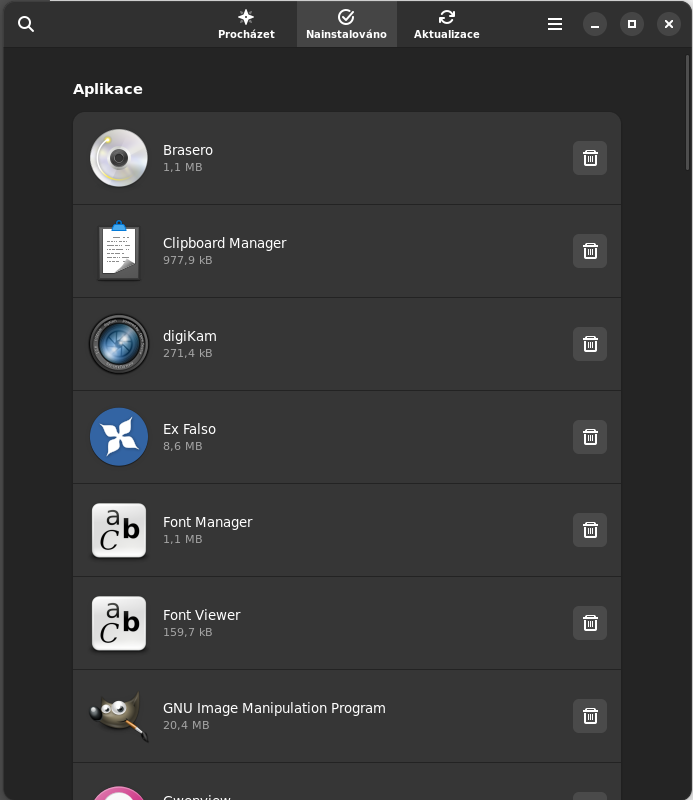 Procházet
Nainstalováno
Aktualizace
Aplikace
Brasero
1,1 MB
Clipboard Manager
977,9 kB
digiKam
271,4 kB
Ex Falso
8,6 MB
a
b
C
Font Manager
1,1 MB
a
b
C
Font Viewer
159,7 kB
GNU Image Manipulation Program
20,4 MB
Gwenview